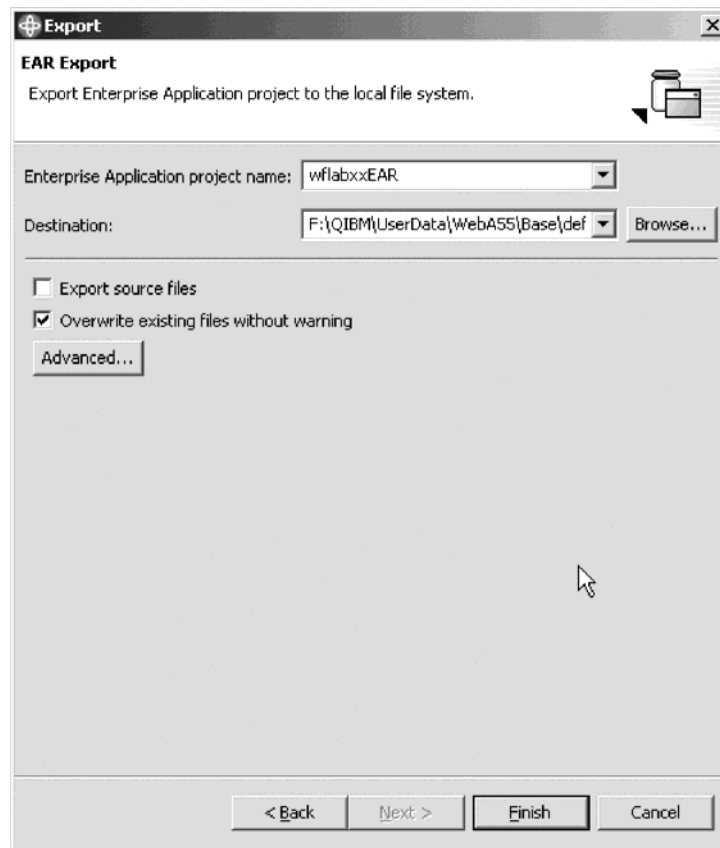 Export
EAR Export
Export Enterprise Application project to the local file system.
Enterprise Application project name: wflabxxEAR
Destination: F:\QIBM\UserData\WebA55\Base\def Browse...
Export source files
Overwrite existing files without warning
Advanced...
< Back Next > Finish Cancel